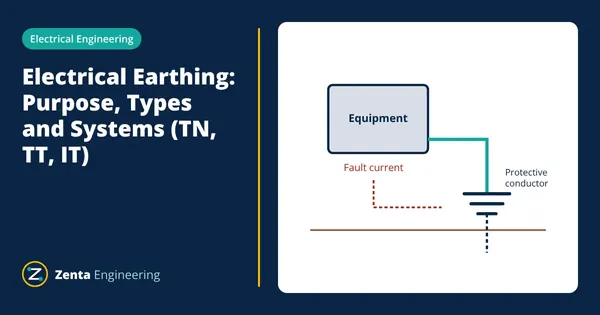 Electrical Engineering
Electrical Earthing:
Purpose, Types
and Systems (TN,
TT, IT)
Zenta Engineering
Equipment
Fault current
Protective
conductor